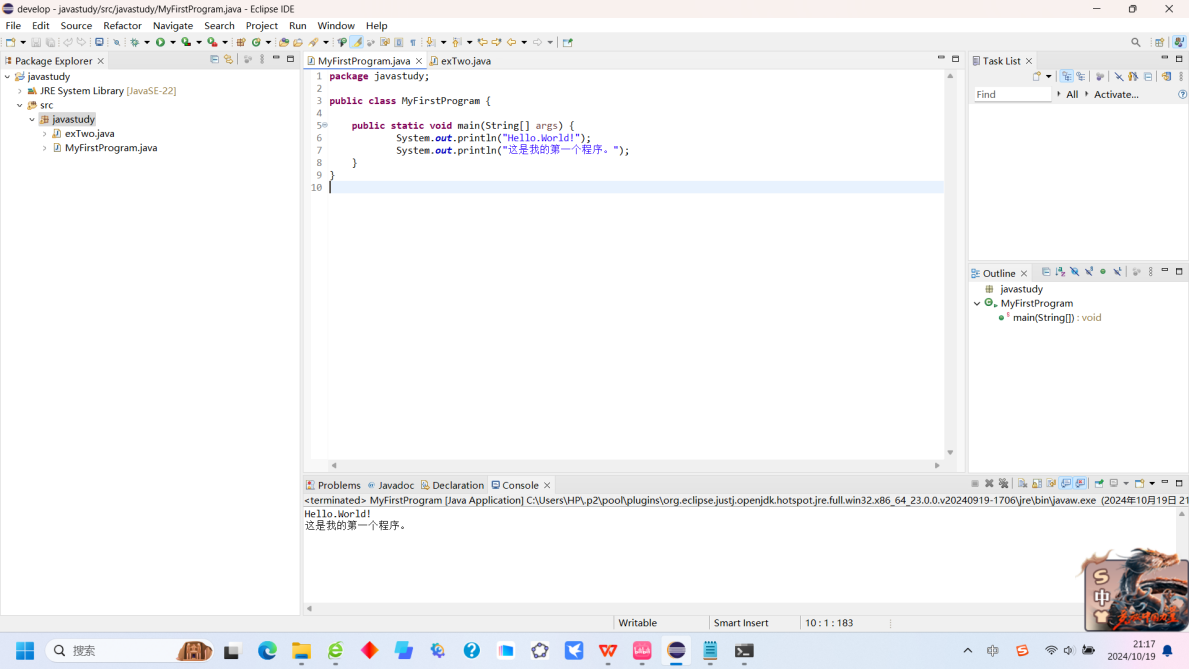 develop - javastudy/src/javastudy/MyFirstProgram.java - Eclipse IDE
File Edit Source Refactor Navigate Search Project Run Window Help
Package Explorer
javastudy
JRE System Library [JavaSE-22]
src
javastudy
exTwo.java
MyFirstProgram.java
MyFirstProgram.java exTwo.java
1 package javastudy;
2
3 public class MyFirstProgram {
4
5 public static void main(String[] args) {
6 System.out.println("Hello.World!");
7 System.out.println("这是我的第一个程序。");
8 }
9 }
10
Task List
Find All Activate...
Outline
javastudy
MyFirstProgram
main(String[]) : void
Problems Javadoc Declaration Console
<terminated> MyFirstProgram [Java Application] C:\Users\HP\.p2\pool\plugins\org.eclipse.justj.openjdk.hotspot.jre.full.win32.x86_64_23.0.0.v20240919-1706\jre\bin\javaw.exe (2024年10月19日 21
Hello.World!
这是我的第一个程序。
S
中
Writable Smart Insert 10 : 1 : 183
搜索
中
21:17
2024/10/19